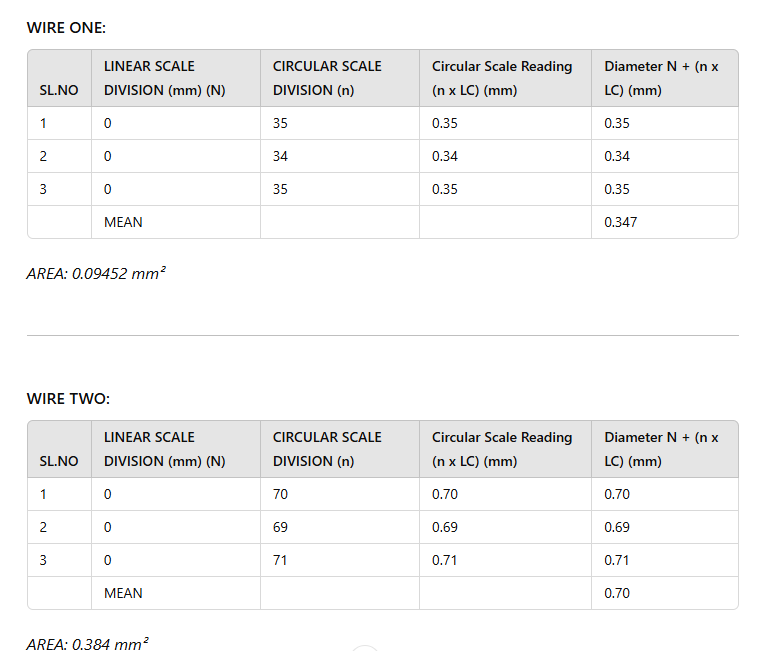 WIRE ONE:
SL.NO LINEAR SCALE DIVISION (mm) (N) CIRCULAR SCALE DIVISION (n) Circular Scale Reading (n x LC) (mm) Diameter N + (n x LC) (mm)
1 0 35 0.35 0.35
2 0 34 0.34 0.34
3 0 35 0.35 0.35
MEAN 0.347
AREA: 0.09452 mm²
WIRE TWO:
SL.NO LINEAR SCALE DIVISION (mm) (N) CIRCULAR SCALE DIVISION (n) Circular Scale Reading (n x LC) (mm) Diameter N + (n x LC) (mm)
1 0 70 0.70 0.70
2 0 69 0.69 0.69
3 0 71 0.71 0.71
MEAN 0.70
AREA: 0.384 mm²